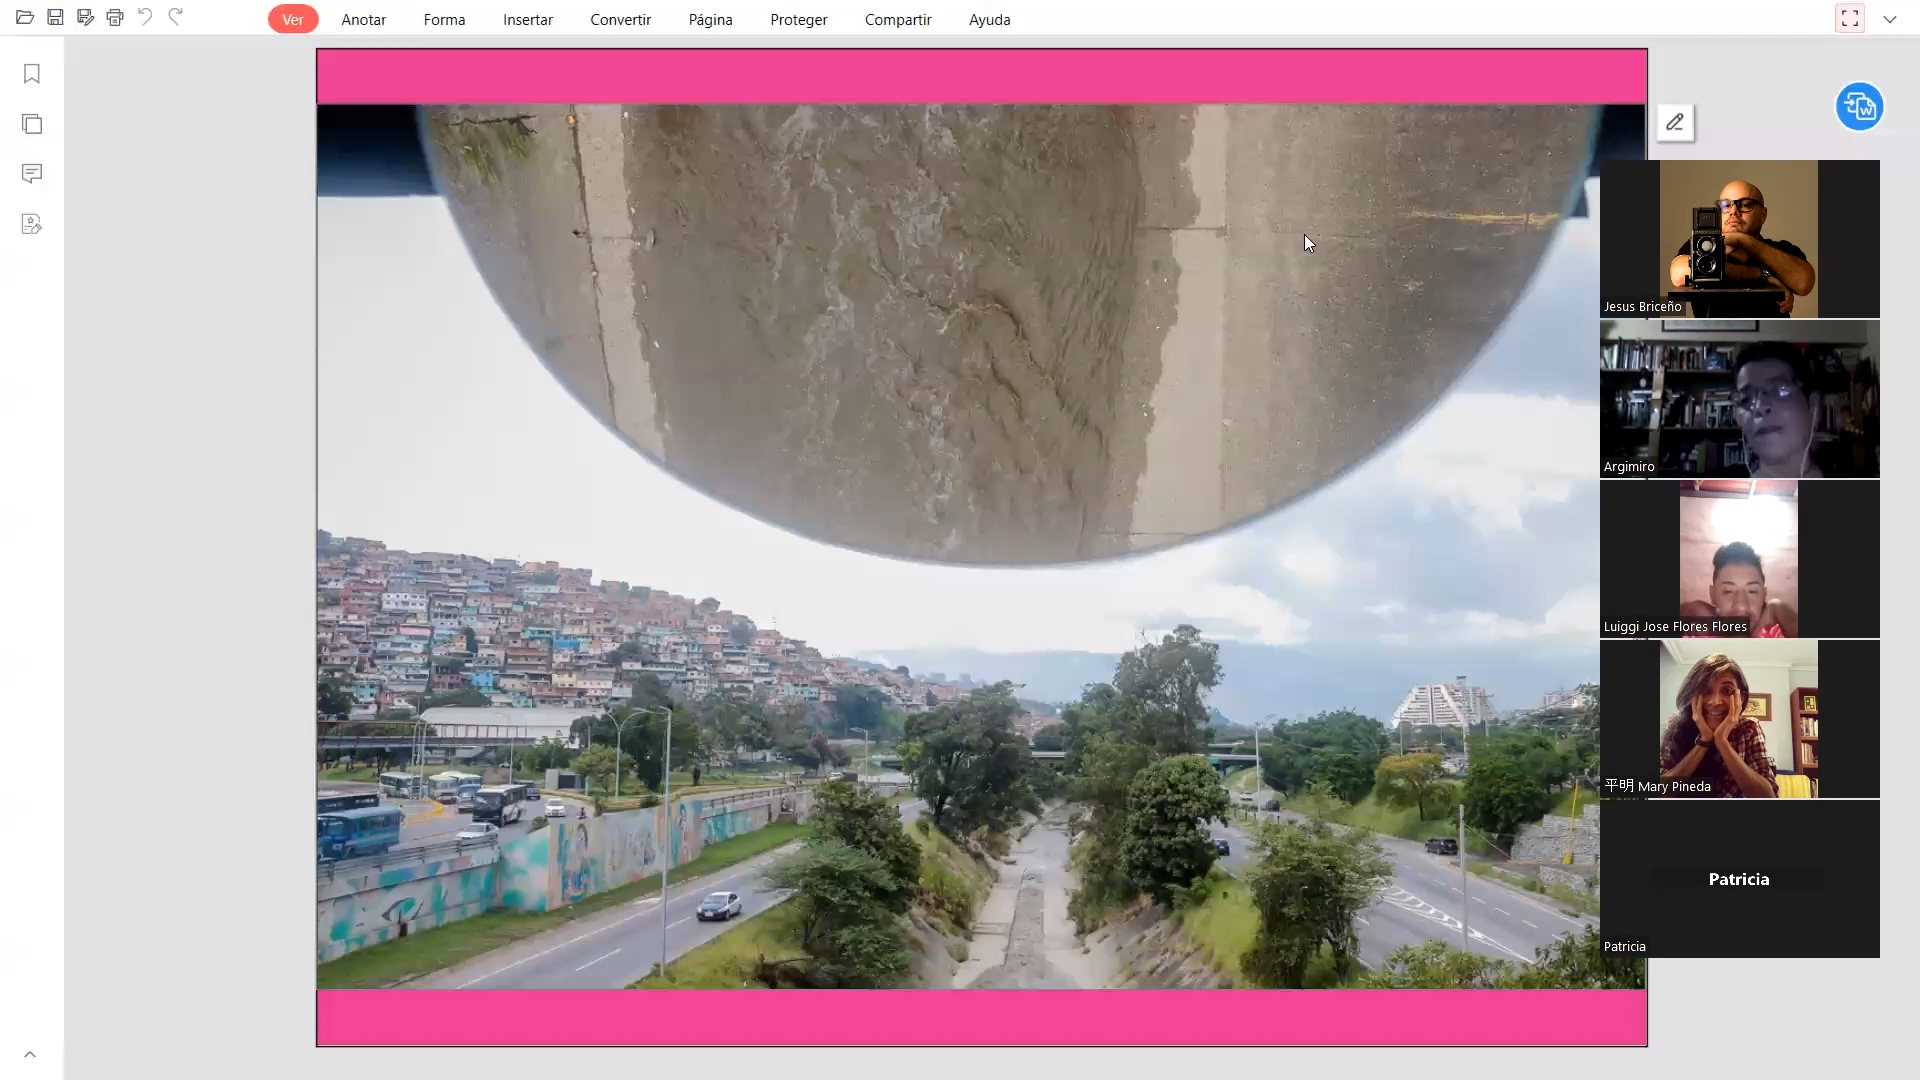 Ver Anotar Forma Insertar Convertir Página Proteger Compartir Ayuda
Jesus Briceño
Argimiro
Luiggi Jose Flores Flores
平明 Mary Pineda
Patricia
Patricia